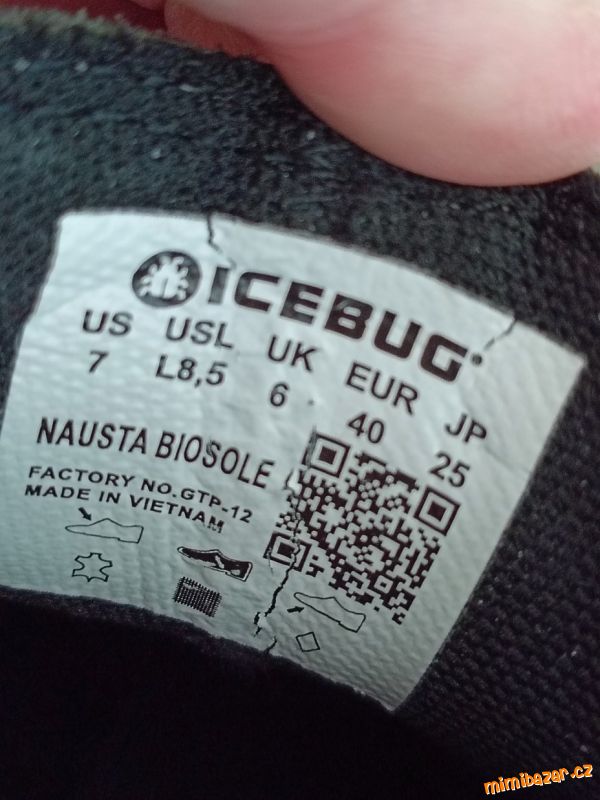 ICEBUG
US USL UK EUR JP
7 L8,5 6 40 25
NAUSTA BIOSOLE
FACTORY NO.GTP-12
MADE IN VIETNAM
mimibazar.cz